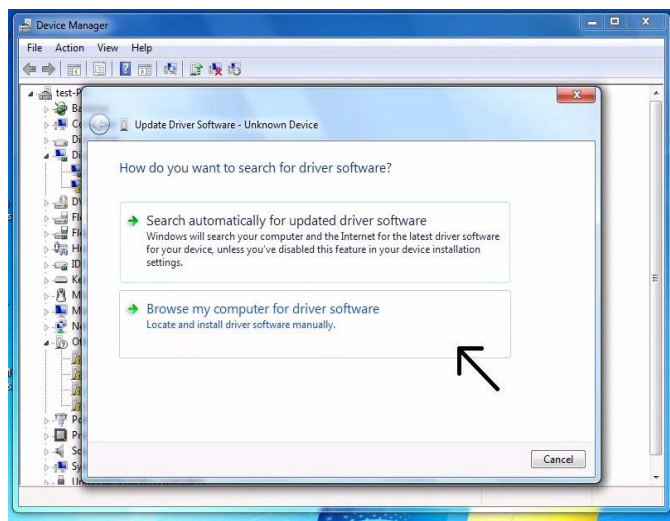 Device Manager
File Action View Help
test-P
Update Driver Software - Unknown Device
How do you want to search for driver software?
Search automatically for updated driver software
Windows will search your computer and the Internet for the latest driver software
for your device, unless you've disabled this feature in your device installation
settings.
Browse my computer for driver software
Locate and install driver software manually.
Cancel